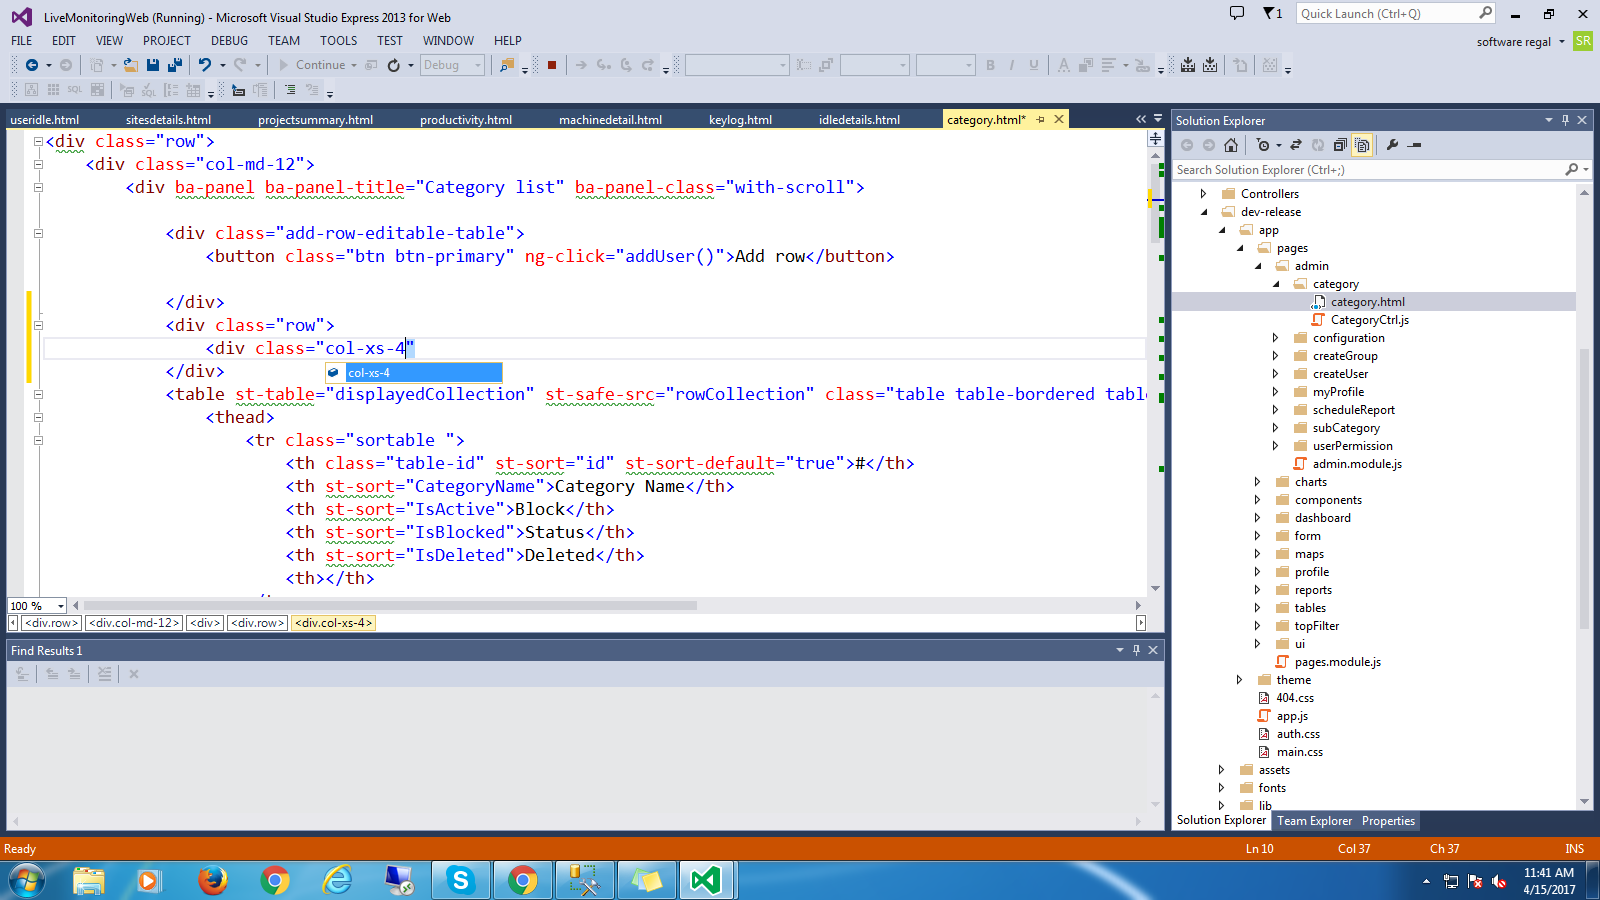 LiveMonitoringWeb (Running) - Microsoft Visual Studio Express 2013 for Web
1
Quick Launch (Ctrl+Q)
FILE EDIT VIEW PROJECT DEBUG TEAM TOOLS TEST WINDOW HELP
software regal SR
Continue Debug
B I U A
SQL SQL
useridle.html sitesdetails.html projectsummary.html productivity.html machinedetail.html keylog.html idledetails.html category.html*
<div class="row">
<div class="col-md-12">
<div ba-panel ba-panel-title="Category list" ba-panel-class="with-scroll">
<div class="add-row-editable-table">
<button class="btn btn-primary" ng-click="addUser()">Add row</button>
</div>
<div class="row">
<div class="col-xs-4"
</div>
col-xs-4
<table st-table="displayedCollection" st-safe-src="rowCollection" class="table table-bordered table
<thead>
<tr class="sortable ">
<th class="table-id" st-sort="id" st-sort-default="true">#</th>
<th st-sort="CategoryName">Category Name</th>
<th st-sort="IsActive">Block</th>
<th st-sort="IsBlocked">Status</th>
<th st-sort="IsDeleted">Deleted</th>
<th></th>
100 %
<div.row> <div.col-md-12> <div> <div.row> <div.col-xs-4>
Find Results 1
Solution Explorer
Search Solution Explorer (Ctrl+;)
Controllers
dev-release
app
pages
admin
category
category.html
CategoryCtrl.js
configuration
createGroup
createUser
myProfile
scheduleReport
subCategory
userPermission
admin.module.js
charts
components
dashboard
form
maps
profile
reports
tables
topFilter
ui
pages.module.js
theme
404.css
app.js
auth.css
main.css
assets
fonts
lib
Solution Explorer Team Explorer Properties
Ready Ln 10 Col 37 Ch 37 INS
11:41 AM
4/15/2017